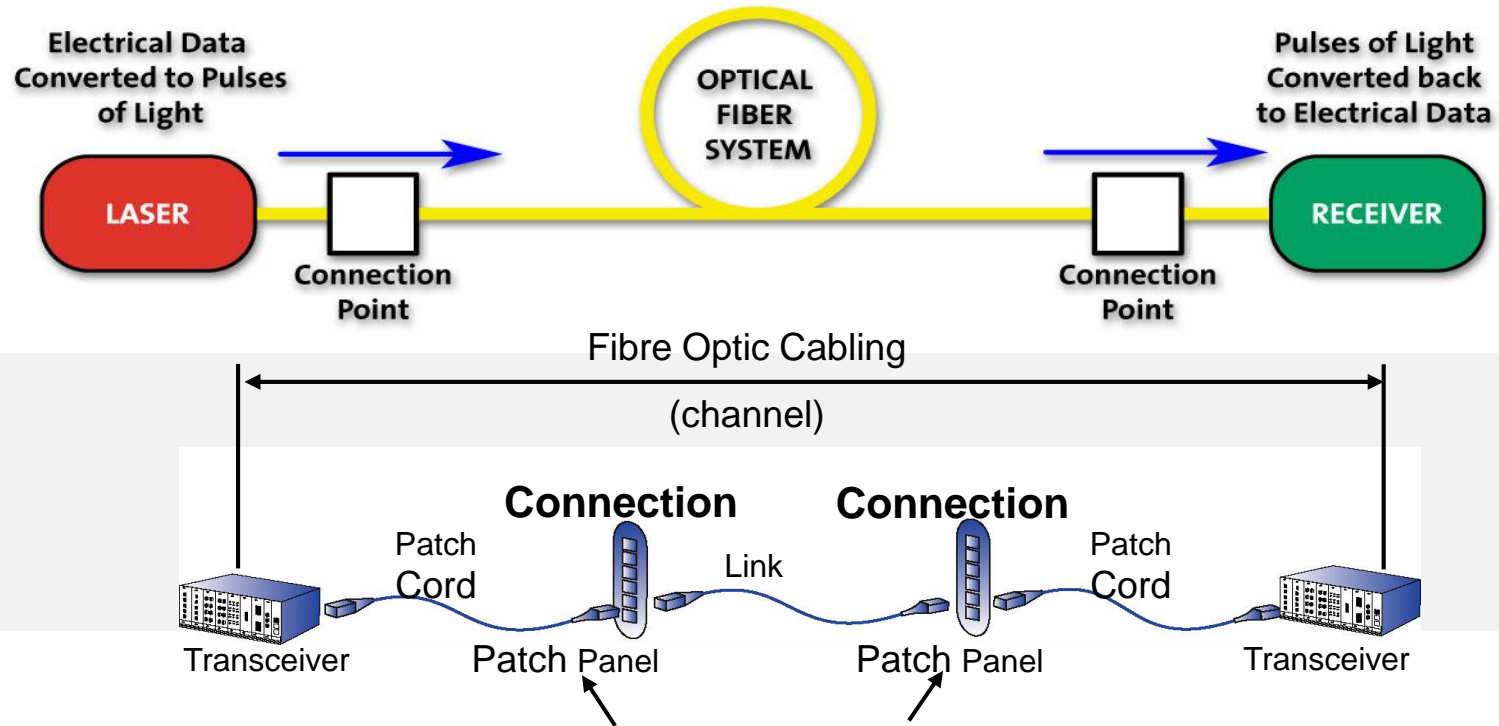 Electrical Data
Converted to Pulses
of Light
OPTICAL
FIBER
SYSTEM
Pulses of Light
Converted back
to Electrical Data
LASER
RECEIVER
Connection
Point
Connection
Point
Fibre Optic Cabling
(channel)
Connection
Connection
Patch
Cord
Link
Patch
Cord
Transceiver
Patch Panel
Patch Panel
Transceiver